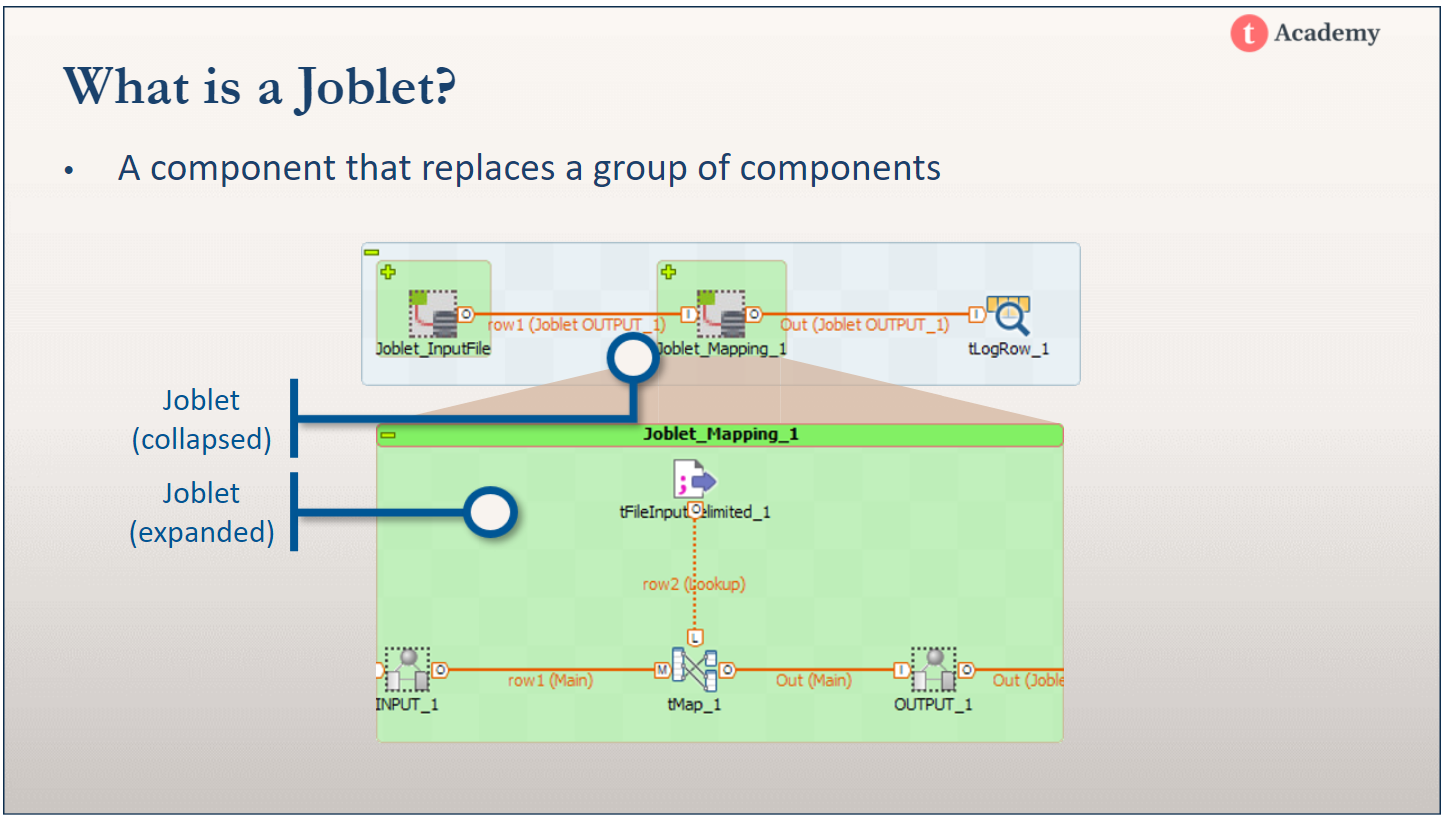 t Academy
What is a Joblet?
• A component that replaces a group of components
row1 (Joblet OUTPUT_1)
Out (Joblet OUTPUT_1)
Joblet_InputFile
Joblet_Mapping_1
tLogRow_1
Joblet
(collapsed)
Joblet_Mapping_1
Joblet
(expanded)
tFileInputDelimited_1
row2 (Lookup)
L
O
I
O
I
O
O
M
O
I
O
row1 (Main)
Out (Main)
Out (Joble
INPUT_1
tMap_1
OUTPUT_1